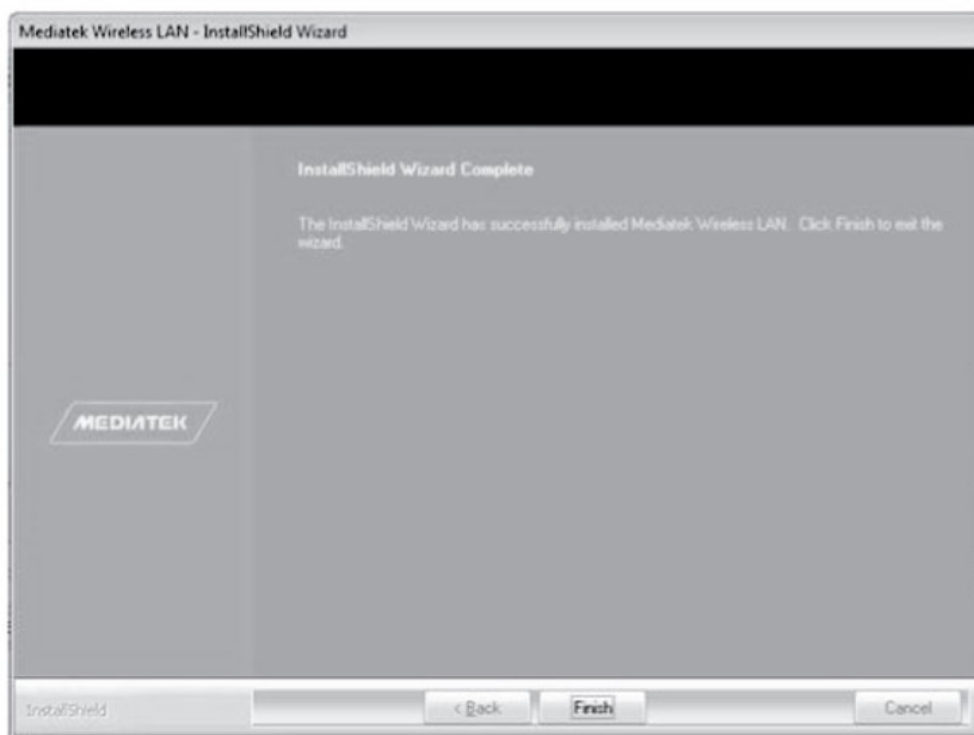 Mediatek Wireless LAN - InstallShield Wizard
InstallShield Wizard Complete
The InstallShield Wizard has successfully installed Mediatek Wireless LAN. Click Finish to exit the
wizard.
MEDIATEK
InstallShield
< Back
Finish
Cancel